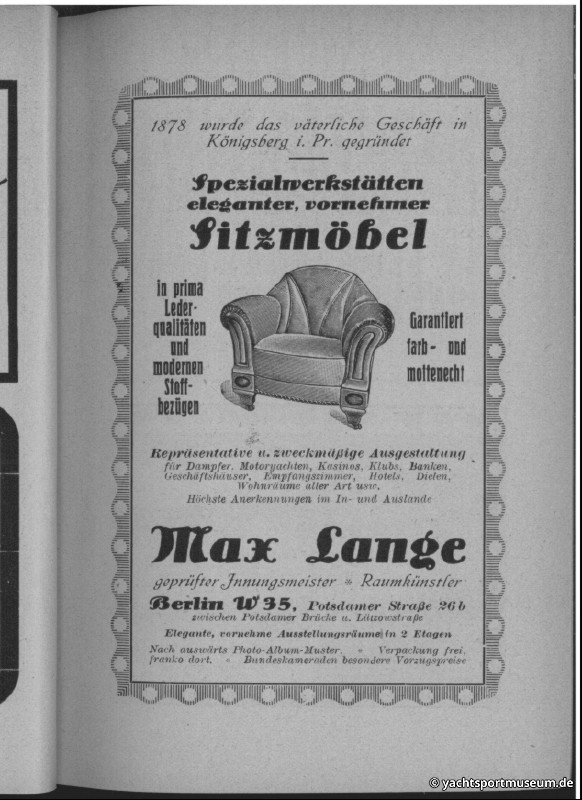 1878 wurde das väterliche Geschäft in
Königsberg i. Pr. gegründet
Spezialwerkstätten
eleganter, vornehmer
Sitzmöbel
in prima
Leder-
qualitäten
und
modernen
Stoff-
bezügen
Garantiert
farb- und
mottenecht
Repräsentative u. zweckmäßige Ausgestaltung
für Dampfer, Motoryachten, Kasinos, Klubs, Banken,
Geschäftshäuser, Empfangszimmer, Hotels, Dielen,
Wohnräume aller Art usw.
Höchste Anerkennungen im In- und Auslande
Max Lange
geprüfter Innungsmeister * Raumkünstler
Berlin W 35, Potsdamer Straße 26b
zwischen Potsdamer Brücke u. Lützowstraße
Elegante, vornehme Ausstellungsräume in 2 Etagen
Nach auswärts Photo-Album-Muster. * Verpackung frei,
franko dort. * Bundeskameraden besondere Vorzugspreise
© yachtsportmuseum.de